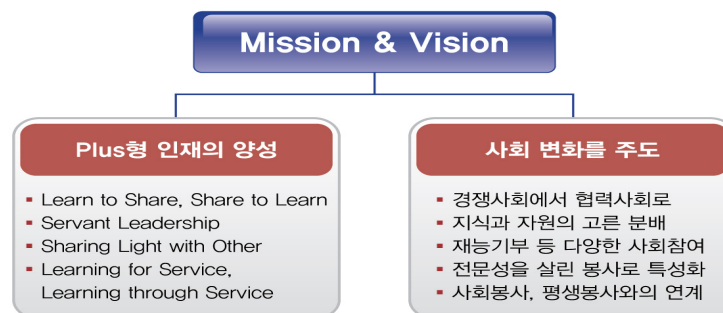 Mission & Vision
Plus형 인재의 양성
▪ Learn to Share, Share to Learn
▪ Servant Leadership
▪ Sharing Light with Other
▪ Learning for Service,
Learning through Service
사회 변화를 주도
▪ 경쟁사회에서 협력사회로
▪ 지식과 자원의 고른 분배
▪ 재능기부 등 다양한 사회참여
▪ 전문성을 살린 봉사로 특성화
▪ 사회봉사, 평생봉사와의 연계